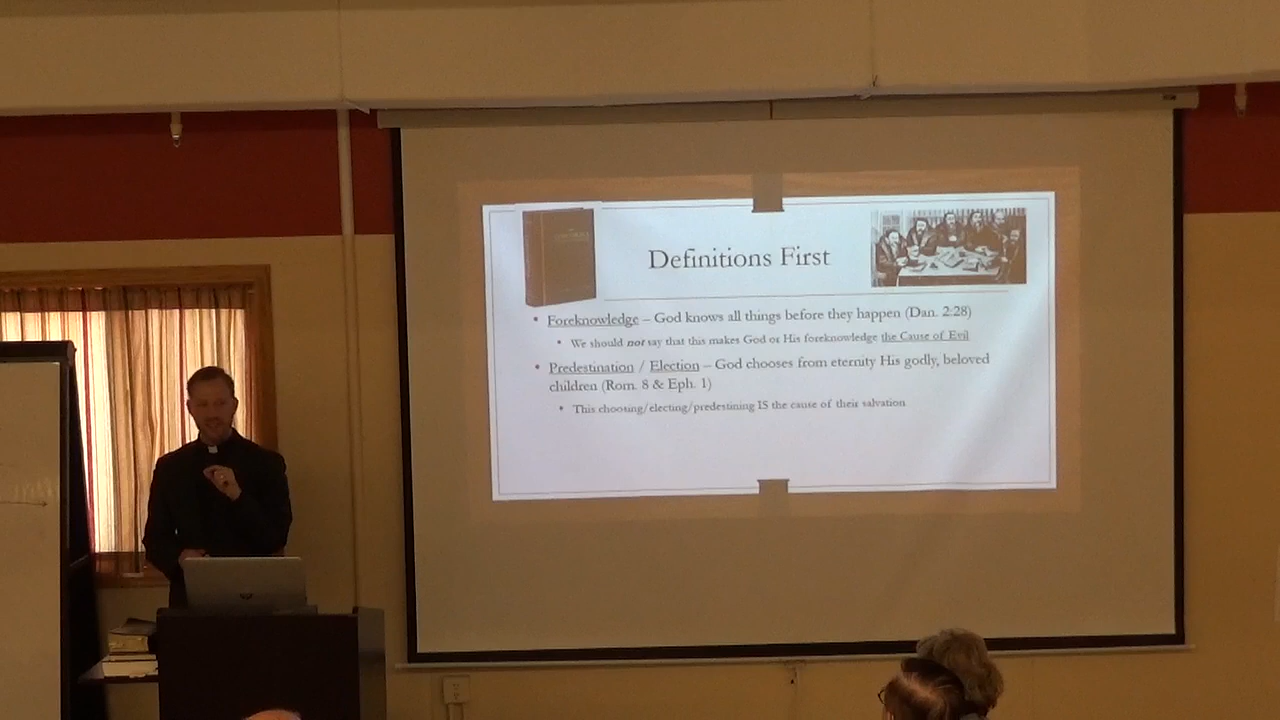 Definitions First
• Foreknowledge – God knows all things before they happen (Dan. 2:28)
• We should not say that this makes God or His foreknowledge the Cause of Evil
• Predestination / Election – God chooses from eternity His godly, beloved
children (Rom. 8 & Eph. 1)
• This choosing/electing/predestining IS the cause of their salvation